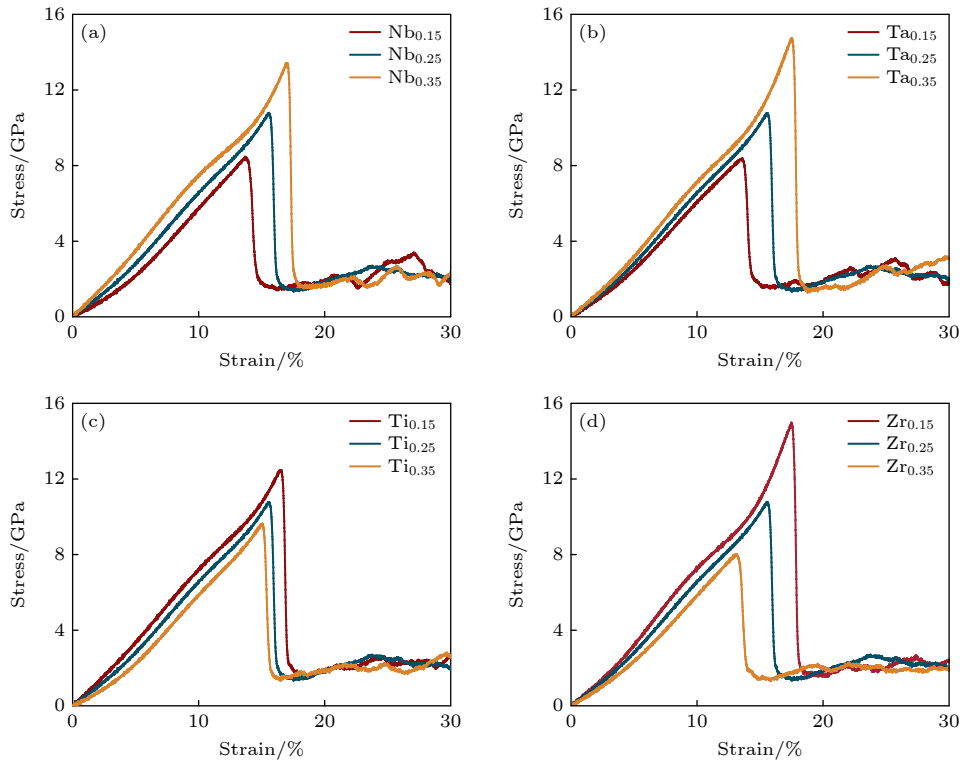 (a)
Nb0.15
Nb0.25
Nb0.35
16
12
8
4
0
Stress/GPa
0 10 20 30
Strain/%
(b)
Ta0.15
Ta0.25
Ta0.35
16
12
8
4
0
Stress/GPa
0 10 20 30
Strain/%
(c)
Ti0.15
Ti0.25
Ti0.35
16
12
8
4
0
Stress/GPa
0 10 20 30
Strain/%
(d)
Zr0.15
Zr0.25
Zr0.35
16
12
8
4
0
Stress/GPa
0 10 20 30
Strain/%